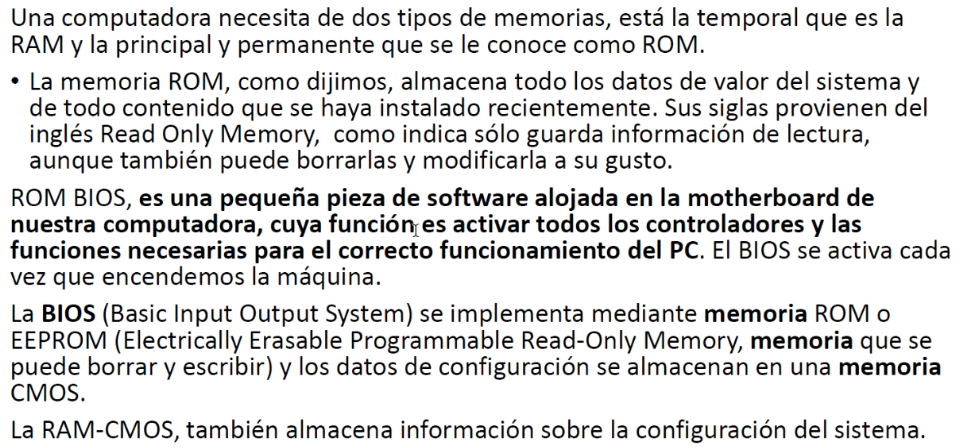 Una computadora necesita de dos tipos de memorias, está la temporal que es la
RAM y la principal y permanente que se le conoce como ROM.
• La memoria ROM, como dijimos, almacena todo los datos de valor del sistema y
de todo contenido que se haya instalado recientemente. Sus siglas provienen del
inglés Read Only Memory,  como indica sólo guarda información de lectura,
aunque también puede borrarlas y modificarla a su gusto.
ROM BIOS, es una pequeña pieza de software alojada en la motherboard de
nuestra computadora, cuya función es activar todos los controladores y las
funciones necesarias para el correcto funcionamiento del PC. El BIOS se activa cada
vez que encendemos la máquina.
La BIOS (Basic Input Output System) se implementa mediante memoria ROM o
EEPROM (Electrically Erasable Programmable Read-Only Memory, memoria que se
puede borrar y escribir) y los datos de configuración se almacenan en una memoria
CMOS.
La RAM-CMOS, también almacena información sobre la configuración del sistema.